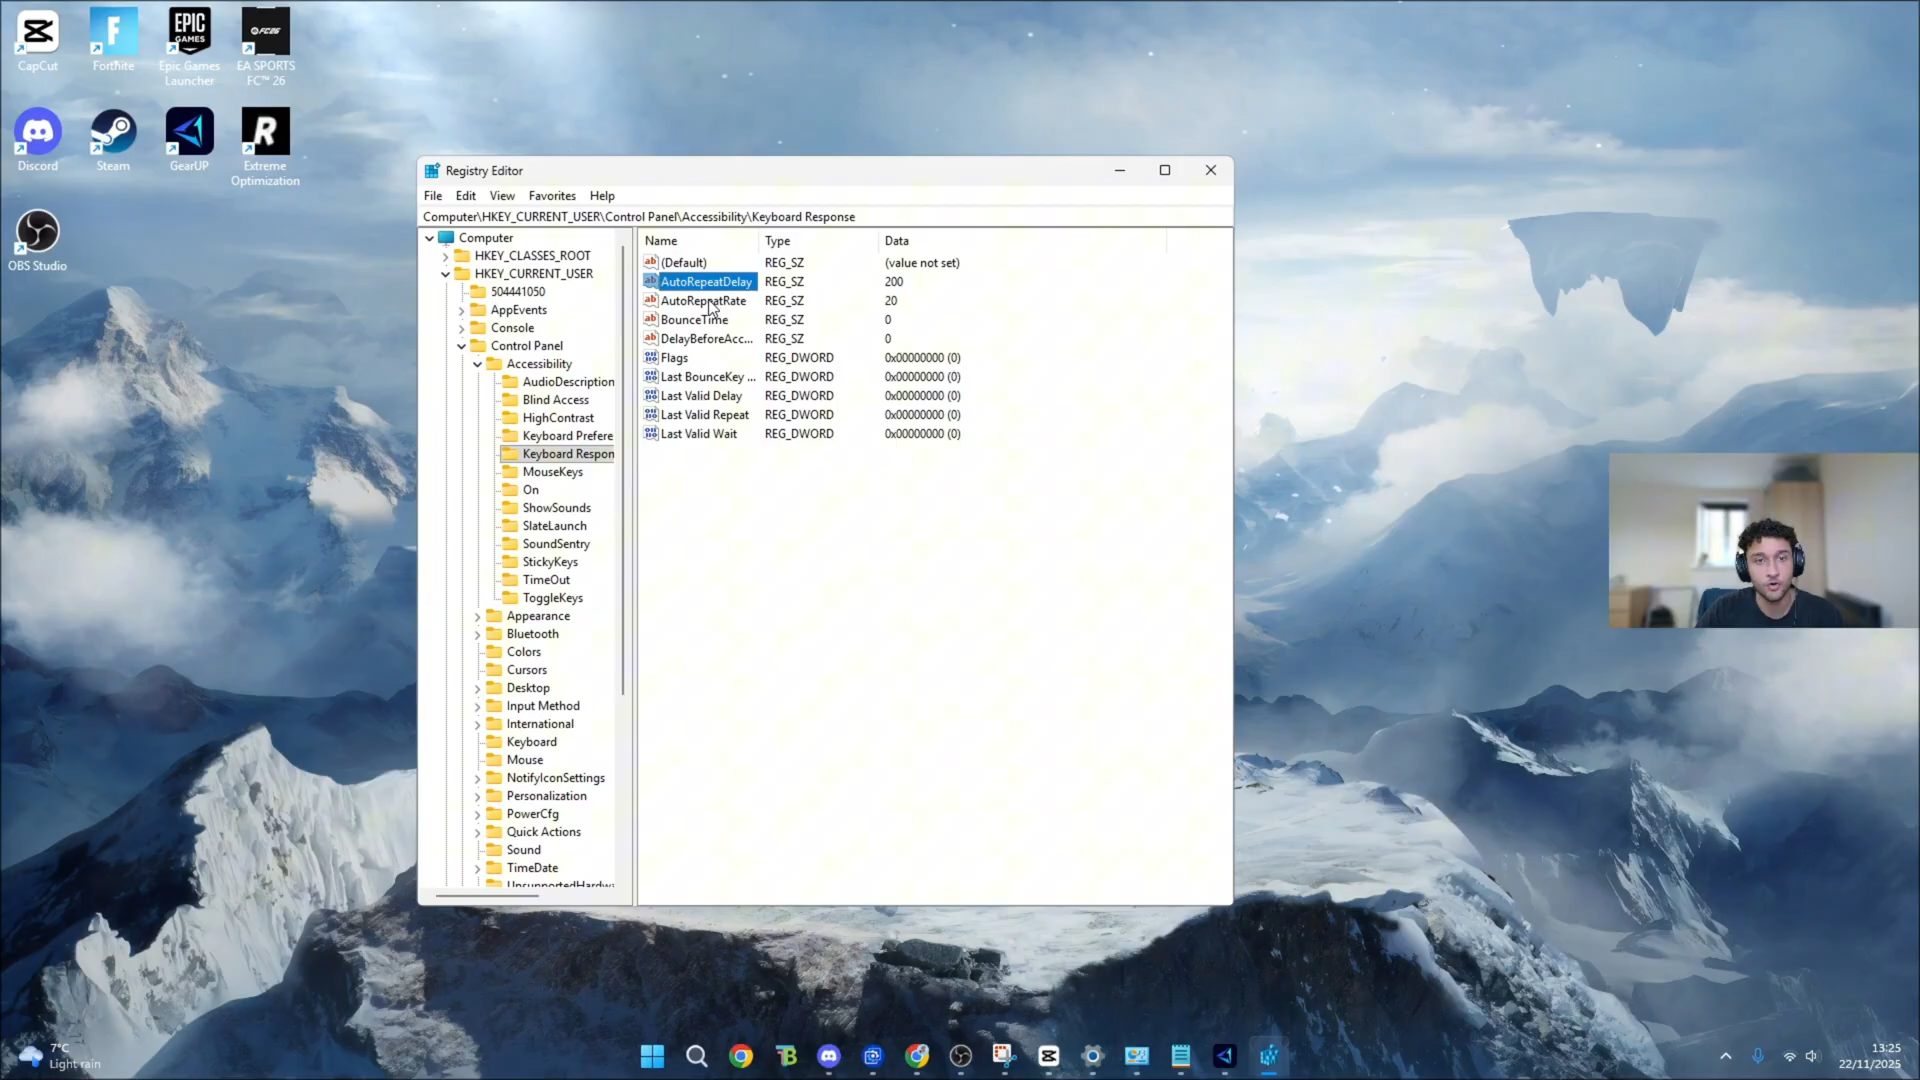 CapCut
Fortnite
EPIC
GAMES
Epic Games
Launcher
FC26
EA SPORTS
FC™ 26
Discord
Steam
GearUP
R
Extreme
Optimization
OBS Studio
Registry Editor
File Edit View Favorites Help
Computer\HKEY_CURRENT_USER\Control Panel\Accessibility\Keyboard Response
Computer
HKEY_CLASSES_ROOT
HKEY_CURRENT_USER
504441050
AppEvents
Console
Control Panel
Accessibility
AudioDescription
Blind Access
HighContrast
Keyboard Prefere
Keyboard Respon
MouseKeys
On
ShowSounds
SlateLaunch
SoundSentry
StickyKeys
TimeOut
ToggleKeys
Appearance
Bluetooth
Colors
Cursors
Desktop
Input Method
International
Keyboard
Mouse
NotifyIconSettings
Personalization
PowerCfg
Quick Actions
Sound
TimeDate
UnsupportedHardw
Name Type Data
(Default) REG_SZ (value not set)
AutoRepeatDelay REG_SZ 200
AutoRepeatRate REG_SZ 20
BounceTime REG_SZ 0
DelayBeforeAcc... REG_SZ 0
Flags REG_DWORD 0x00000000 (0)
Last BounceKey ... REG_DWORD 0x00000000 (0)
Last Valid Delay REG_DWORD 0x00000000 (0)
Last Valid Repeat REG_DWORD 0x00000000 (0)
Last Valid Wait REG_DWORD 0x00000000 (0)
7°C
Light rain
13:25
22/11/2025